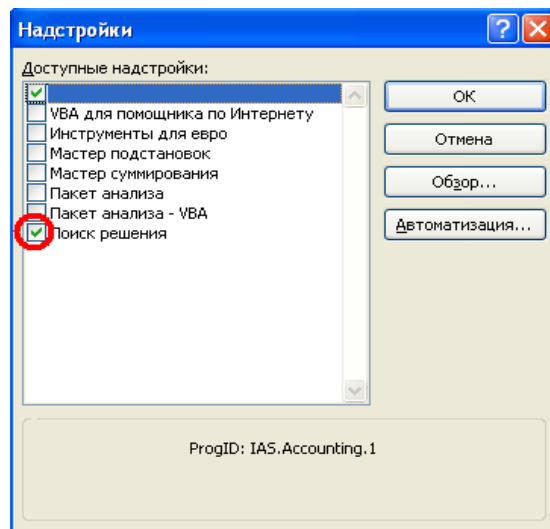 Надстройки
Доступные надстройки:
VBA для помощника по Интернету
Инструменты для евро
Мастер подстановок
Мастер суммирования
Пакет анализа
Пакет анализа - VBA
Поиск решения
ОК
Отмена
Обзор...
Автоматизация...
ProgID: IAS.Accounting.1